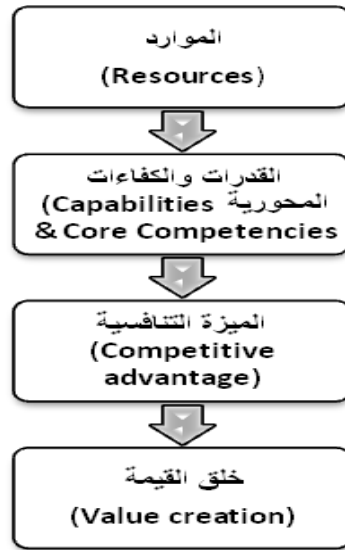 الموارد
(Resources)
القدرات والكفاءات
المحورية Capabilities)
& Core Competencies
الميزة التنافسية
(Competitive
advantage)
خلق القيمة
(Value creation)